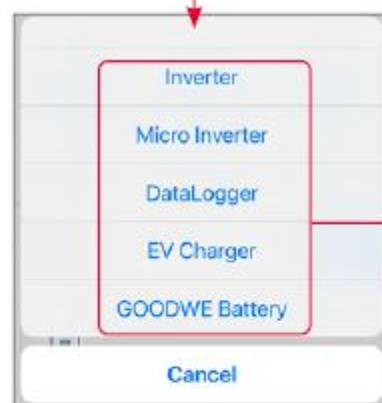 Inverter
Micro Inverter
DataLogger
EV Charger
GOODWE Battery
Cancel